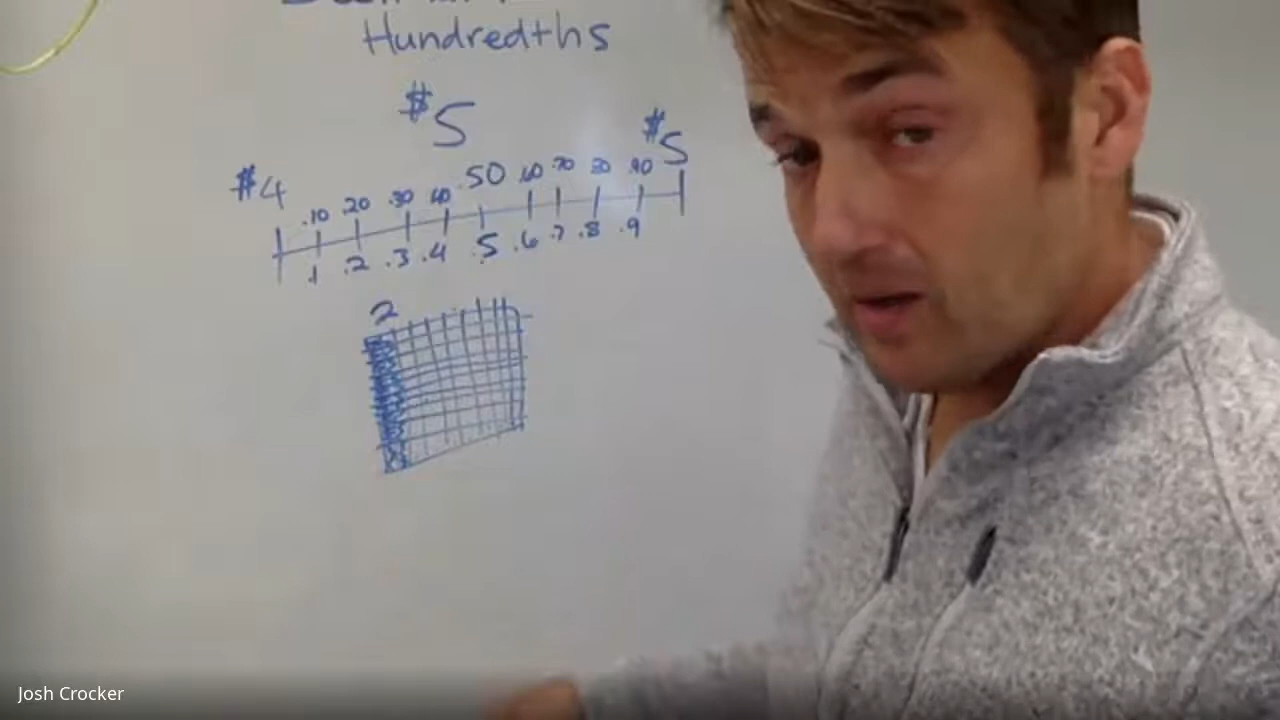 Hundredths
$5
$4 .10 .20 .30 .40 .50 .60 .70 .80 .90 $5
.1 .2 .3 .4 .5 .6 .7 .8 .9
2
Josh Crocker